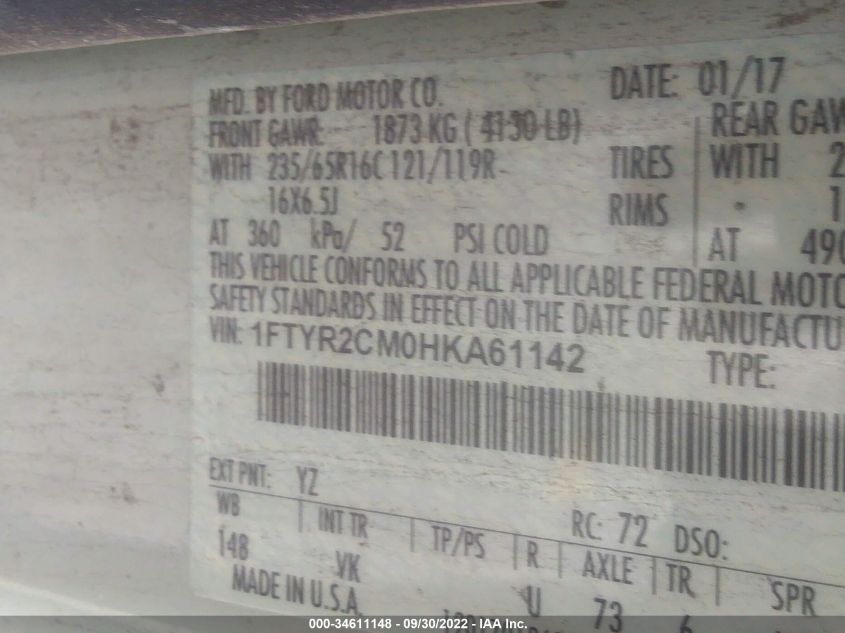 MFD. BY FORD MOTOR CO. DATE: 01/17
FRONT GAWR: 1873 KG ( 4130 LB) REAR GAW
WITH 235/65R16C 121/119R TIRES WITH 2
16X6.5J RIMS 1
AT 360 kPa/ 52 PSI COLD AT 490
THIS VEHICLE CONFORMS TO ALL APPLICABLE FEDERAL MOTO
SAFETY STANDARDS IN EFFECT ON THE DATE OF MANUFACTU
VIN: 1FTYR2CM0HKA61142 TYPE:
EXT PNT: YZ RC: 72 DSO:
WB INT TR TP/PS R AXLE TR SPR
148 VK U 73 6
MADE IN U.S.A.
000-34611148 - 09/30/2022 - IAA Inc.